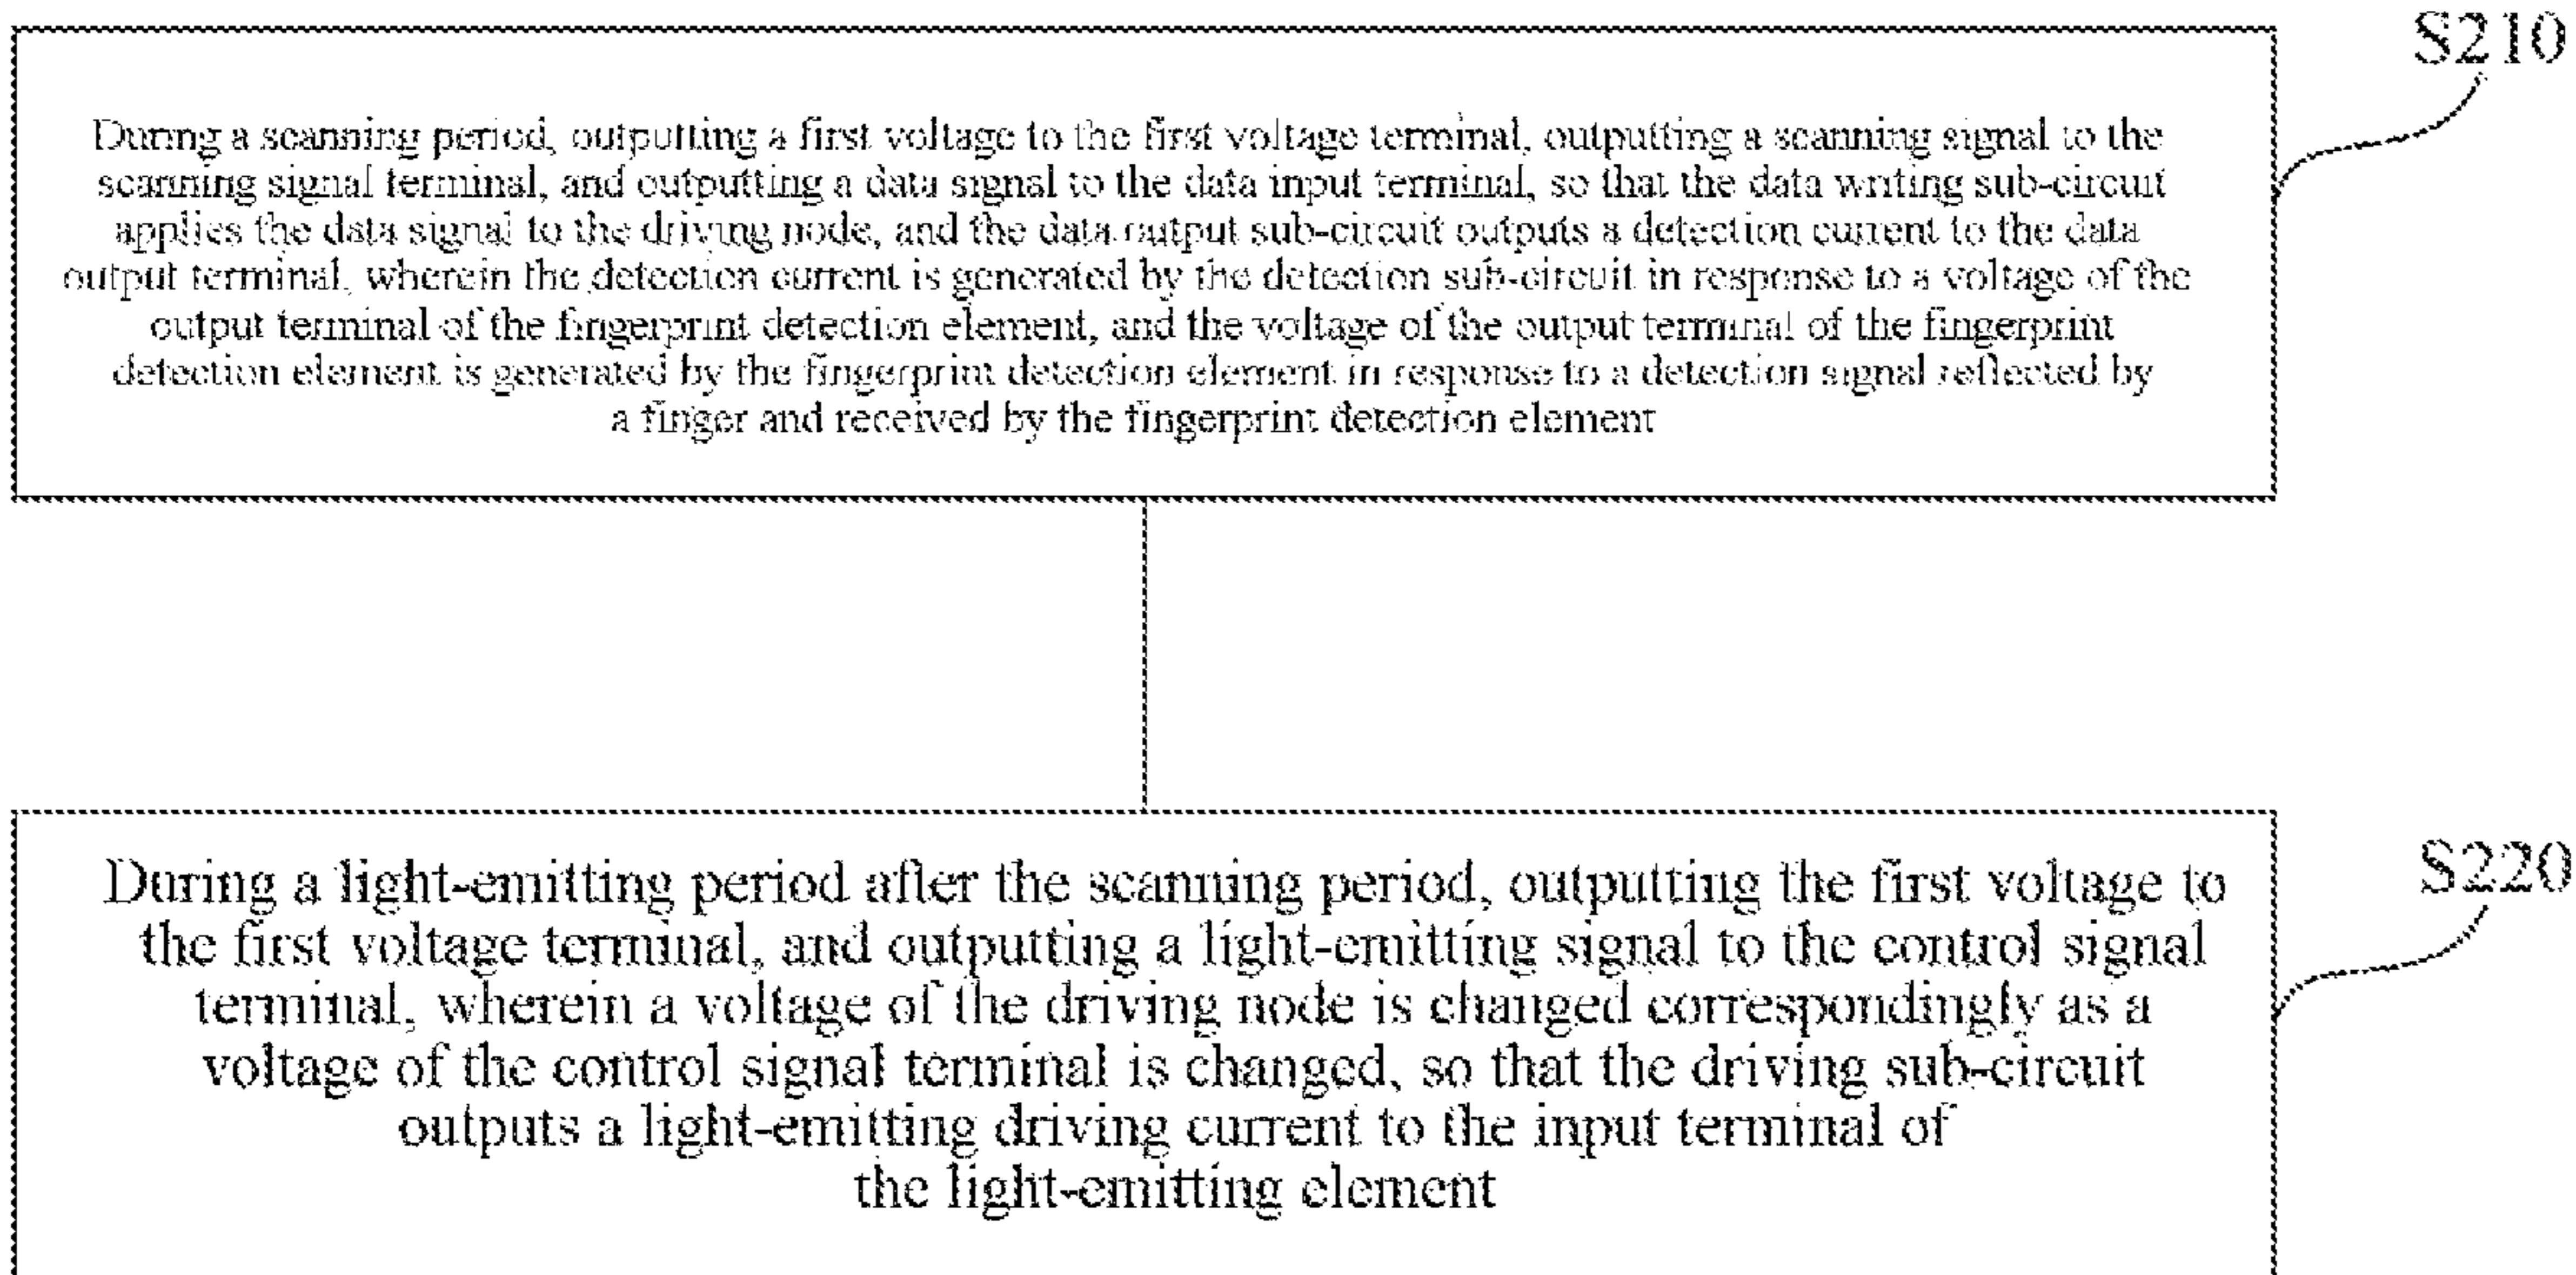 S210
During a scanning period, outputting a first voltage to the first voltage terminal, outputting a scanning signal to the
scanning signal terminal, and outputting a data signal to the data input terminal, so that the data writing sub-circuit
applies the data signal to the driving node, and the data output sub-circuit outputs a detection current to the data
output terminal, wherein the detection current is generated by the detection sub-circuit in response to a voltage of the
output terminal of the fingerprint detection element, and the voltage of the output terminal of the fingerprint
detection element is generated by the fingerprint detection element in response to a detection signal reflected by
a finger and received by the fingerprint detection element
S220
During a light-emitting period after the scanning period, outputting the first voltage to
the first voltage terminal, and outputting a light-emitting signal to the control signal
terminal, wherein a voltage of the driving node is changed correspondingly as a
voltage of the control signal terminal is changed, so that the driving sub-circuit
outputs a light-emitting driving current to the input terminal of
the light-emitting element